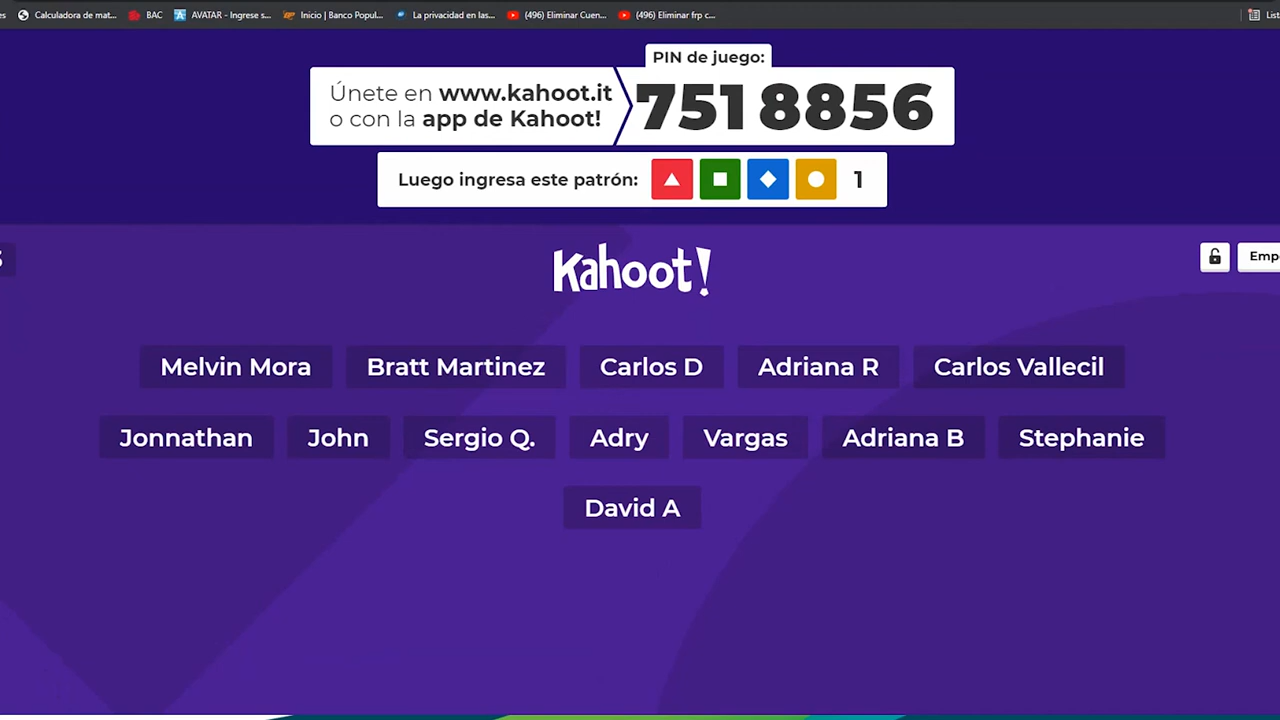 es Calculadora de mat... BAC AVATAR - Ingrese s... Inicio | Banco Popul... La privacidad en las... (496) Eliminar Cuen... (496) Eliminar frp c... List
PIN de juego:
Únete en www.kahoot.it
o con la app de Kahoot!
751 8856
Luego ingresa este patrón: 1
Kahoot!
Emp
Melvin Mora Bratt Martinez Carlos D Adriana R Carlos Vallecil
Jonnathan John Sergio Q. Adry Vargas Adriana B Stephanie
David A